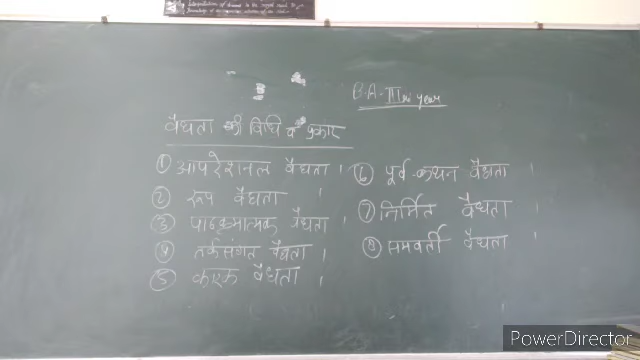 B.A. III rd year
वैधता की विधि व प्रकार
① आपरेशनल वैधता ।
② रूप वैधता ।
③ पाठ्क्रमात्मक वैधता ।
④ तर्कसंगत वैधता ।
⑤ कारक वैधता ।
⑥ पूर्व कथन वैधता ।
⑦ निर्मित वैधता ।
⑧ समवर्ती वैधता ।
PowerDirector